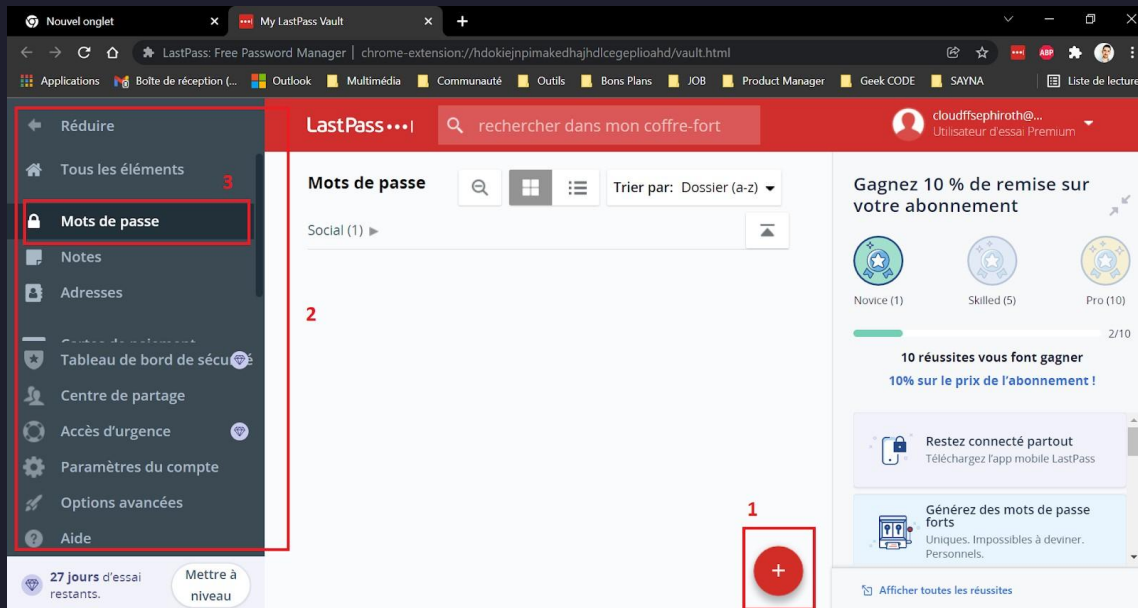 Nouvel onglet
My LastPass Vault
LastPass: Free Password Manager | chrome-extension://hdokiejnpimakedhajhdlcegeplioahd/vault.html
Applications
Boîte de réception (...
Outlook
Multimédia
Communauté
Outils
Bons Plans
JOB
Product Manager
Geek CODE
SAYNA
Liste de lecture
Réduire
Tous les éléments
3
Mots de passe
Notes
Adresses
Cartes de paiement
Tableau de bord de sécu
Centre de partage
Accès d'urgence
Paramètres du compte
Options avancées
Aide
27 jours d'essai
restants.
Mettre à
niveau
2
LastPass
rechercher dans mon coffre-fort
cloudffsephiroth@...
Utilisateur d'essai Premium
Mots de passe
Trier par: Dossier (a-z)
Social (1)
1
+
Gagnez 10 % de remise sur
votre abonnement
Novice (1)
Skilled (5)
Pro (10)
2/10
10 réussites vous font gagner
10% sur le prix de l'abonnement !
Restez connecté partout
Téléchargez l'app mobile LastPass
Générez des mots de passe
forts
Uniques. Impossibles à deviner.
Personnels.
Afficher toutes les réussites